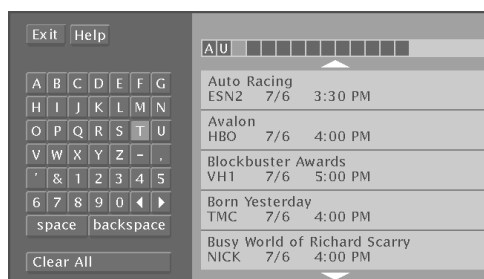 Exit Help
A U
A B C D E F G
H I J K L M N
O P Q R S T U
V W X Y Z - ,
' & 1 2 3 4 5
6 7 8 9 0
space backspace
Clear All
Auto Racing
ESN2 7/6 3:30 PM
Avalon
HBO 7/6 4:00 PM
Blockbuster Awards
VH1 7/6 5:00 PM
Born Yesterday
TMC 7/6 4:00 PM
Busy World of Richard Scarry
NICK 7/6 4:00 PM